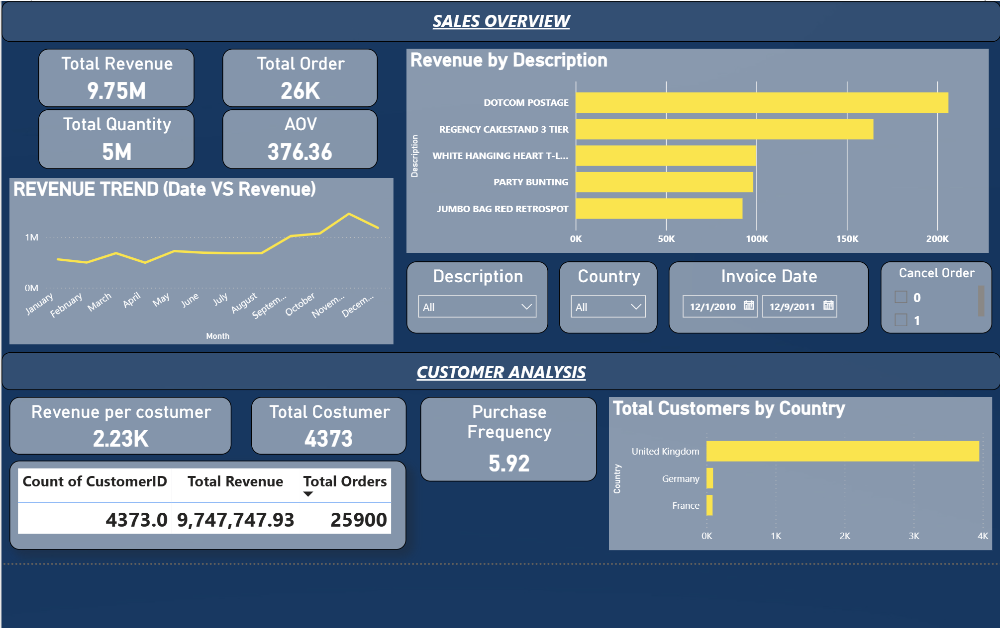 SALES OVERVIEW
Total Revenue
9.75M
Total Order
26K
Total Quantity
5M
AOV
376.36
Revenue by Description
Description
DOTCOM POSTAGE
REGENCY CAKESTAND 3 TIER
WHITE HANGING HEART T-L...
PARTY BUNTING
JUMBO BAG RED RETROSPOT
0K 50K 100K 150K 200K
REVENUE TREND (Date VS Revenue)
1M
0M
January February March April May June July August Septem... October Novem... Decem...
Month
Description
All
Country
All
Invoice Date
12/1/2010 12/9/2011
Cancel Order
0
1
CUSTOMER ANALYSIS
Revenue per costumer
2.23K
Total Costumer
4373
Purchase
Frequency
5.92
Count of CustomerID Total Revenue Total Orders
4373.0 9,747,747.93 25900
Total Customers by Country
Country
United Kingdom
Germany
France
0K 1K 2K 3K 4K